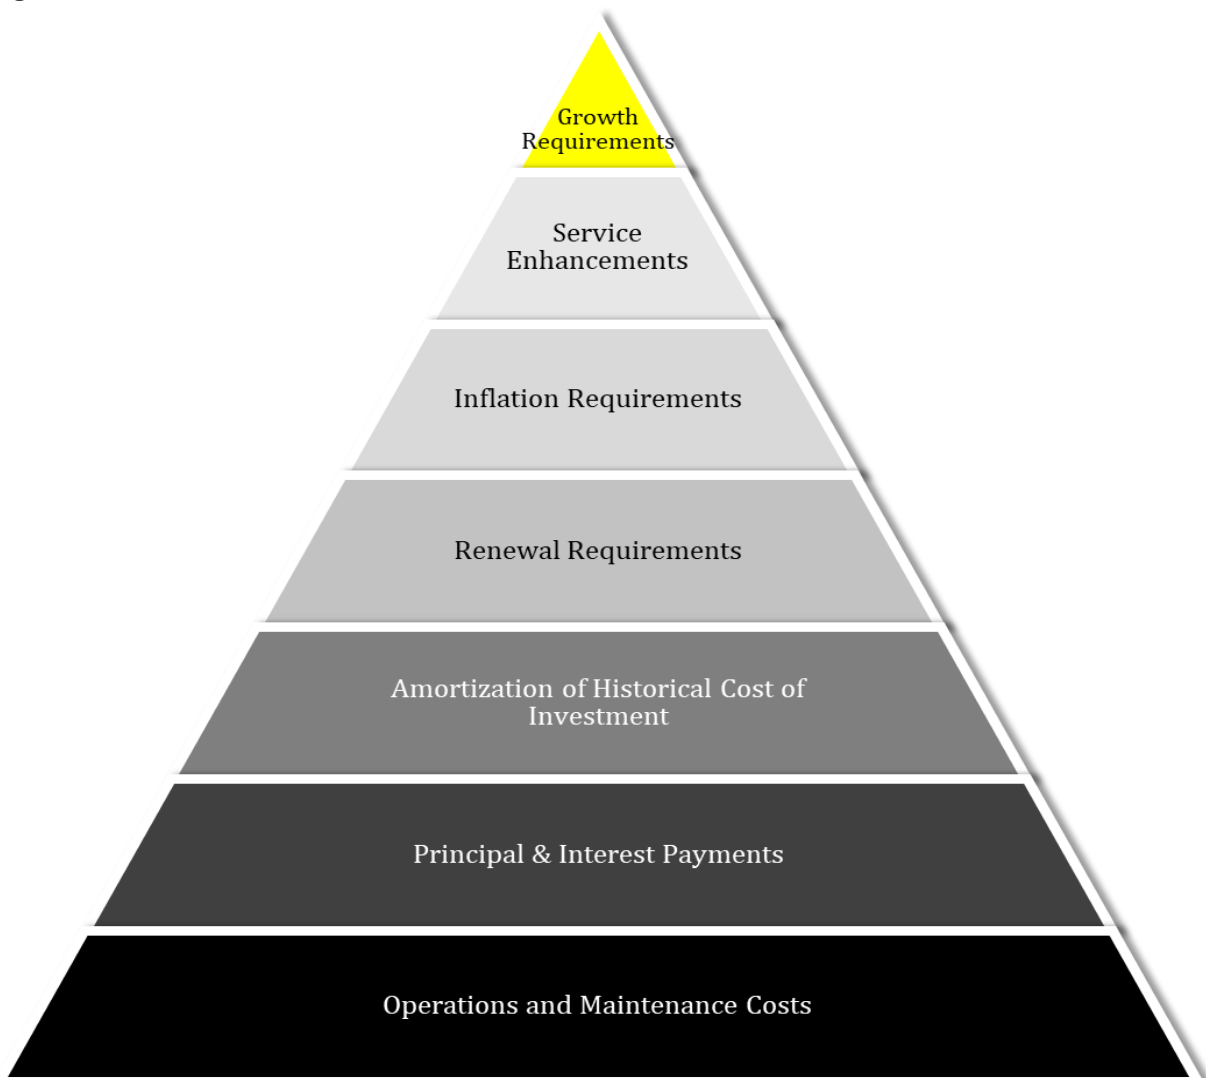 Growth
Requirements
Service
Enhancements
Inflation Requirements
Renewal Requirements
Amortization of Historical Cost of
Investment
Principal & Interest Payments
Operations and Maintenance Costs